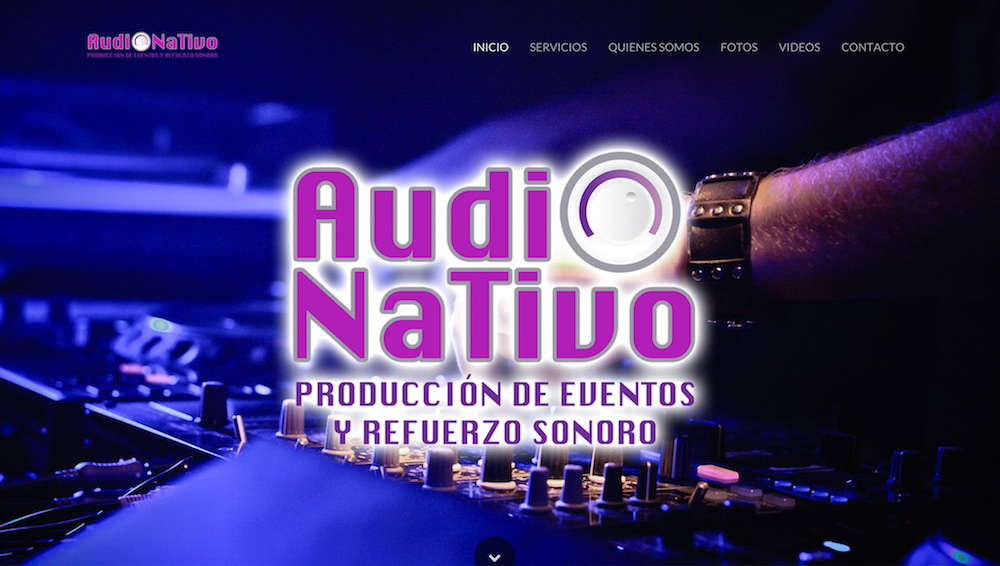 AudiONaTivo
PRODUCCIÓN DE EVENTOS Y REFUERZO SONORO
INICIO SERVICIOS QUIENES SOMOS FOTOS VIDEOS CONTACTO
AudiO
NaTivo
PRODUCCIÓN DE EVENTOS
Y REFUERZO SONORO